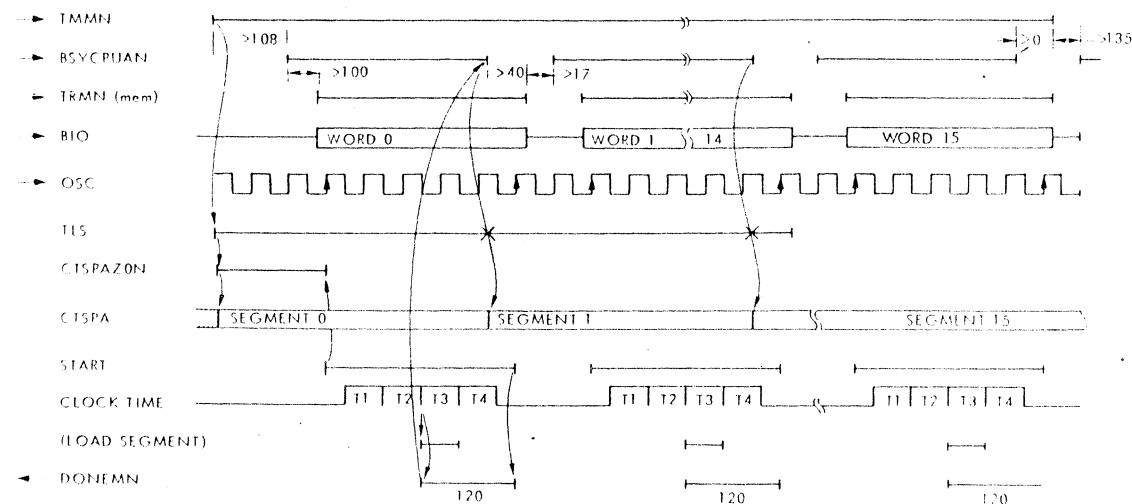 TMMN
>108
>0
>135
BSYCPUAN
>100
>40
>17
TRMN (mem)
BIO
WORD 0
WORD 1
14
WORD 15
OSC
TLS
CTSPAZ0N
CTSPA
SEGMENT 0
SEGMENT 1
SEGMENT 15
START
CLOCK TIME
T1 T2 T3 T4
T1 T2 T3 T4
T1 T2 T3 T4
(LOAD SEGMENT)
DONEMN
120
120
120